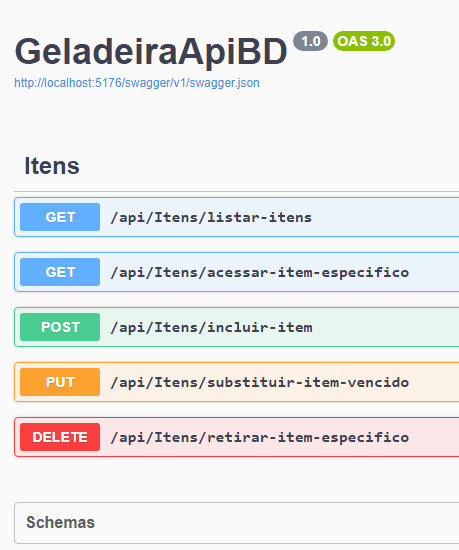 GeladeiraApiBD 1.0 OAS 3.0
http://localhost:5176/swagger/v1/swagger.json
Itens
GET /api/Itens/listar-itens
GET /api/Itens/acessar-item-especifico
POST /api/Itens/incluir-item
PUT /api/Itens/substituir-item-vencido
DELETE /api/Itens/retirar-item-especifico
Schemas